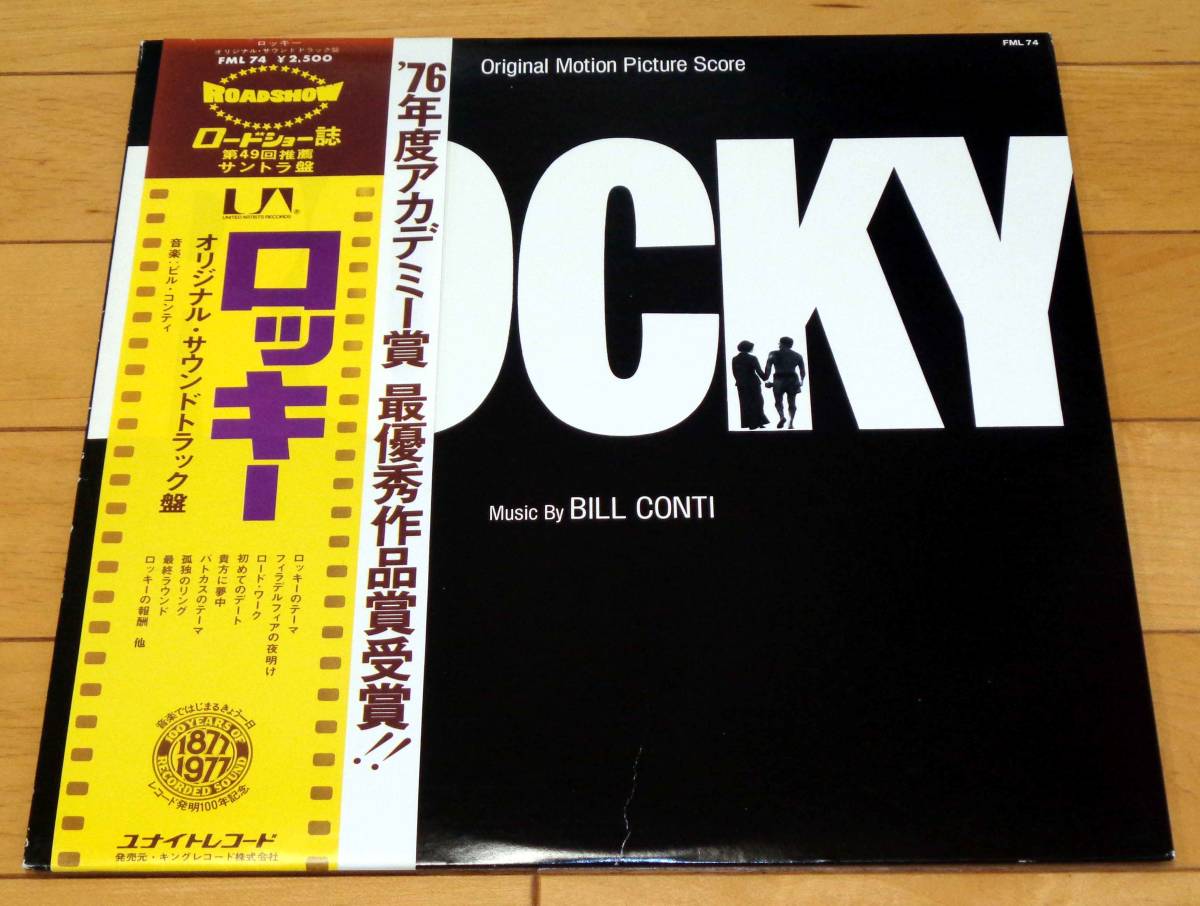 ロッキー
オリジナル・サウンドトラック盤
FML 74 ¥2,500
ROADSHOW
ロードショー誌
第49回推薦
サントラ盤
UA
UNITED ARTISTS RECORDS
ロッキー
オリジナル・サウンドトラック盤
音楽:ビル・コンティ
ロッキーのテーマ
フィラデルフィアの夜明け
ロード・ワーク
初めてのデート
貴方に夢中
バトカスのテーマ
孤独のリング
最終ラウンド
ロッキーの報酬 他
音楽ではじまるきょう一日
100 YEARS OF
1877
1977
RECORDED SOUND
レコード発明100年記念
ユナイトレコード
発売元・キングレコード株式会社
'76年度アカデミー賞 最優秀作品賞受賞!!
FML 74
Original Motion Picture Score
OCKY
Music By BILL CONTI